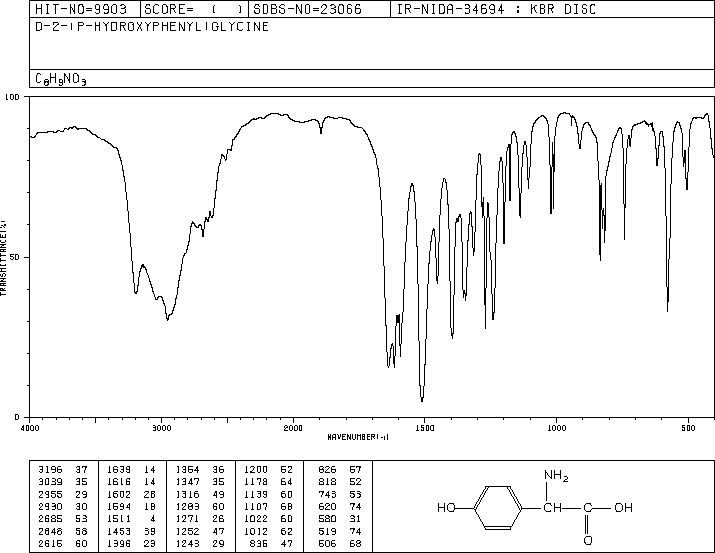 HIT-NO=9903 SCORE= ( ) SDBS-NO=23066 IR-NIDA-34694 : KBR DISC
D-2-(P-HYDROXYPHENYL)GLYCINE
C8H9NO3
100
50
0
TRANSMITTANCE(%)
4000 3000 2000 1500 1000 500
WAVENUMBER(-1)
3196 37 1639 14 1354 36 1200 52 826 57
3039 35 1616 14 1347 35 1178 64 818 52
2955 29 1602 28 1316 49 1139 60 743 53
2930 30 1594 18 1283 60 1107 68 620 74
2685 53 1511 4 1271 26 1022 60 580 31
2648 58 1453 39 1252 47 1012 62 519 74
2615 60 1396 23 1243 29 836 47 506 68
NH2
HO CH C OH
O